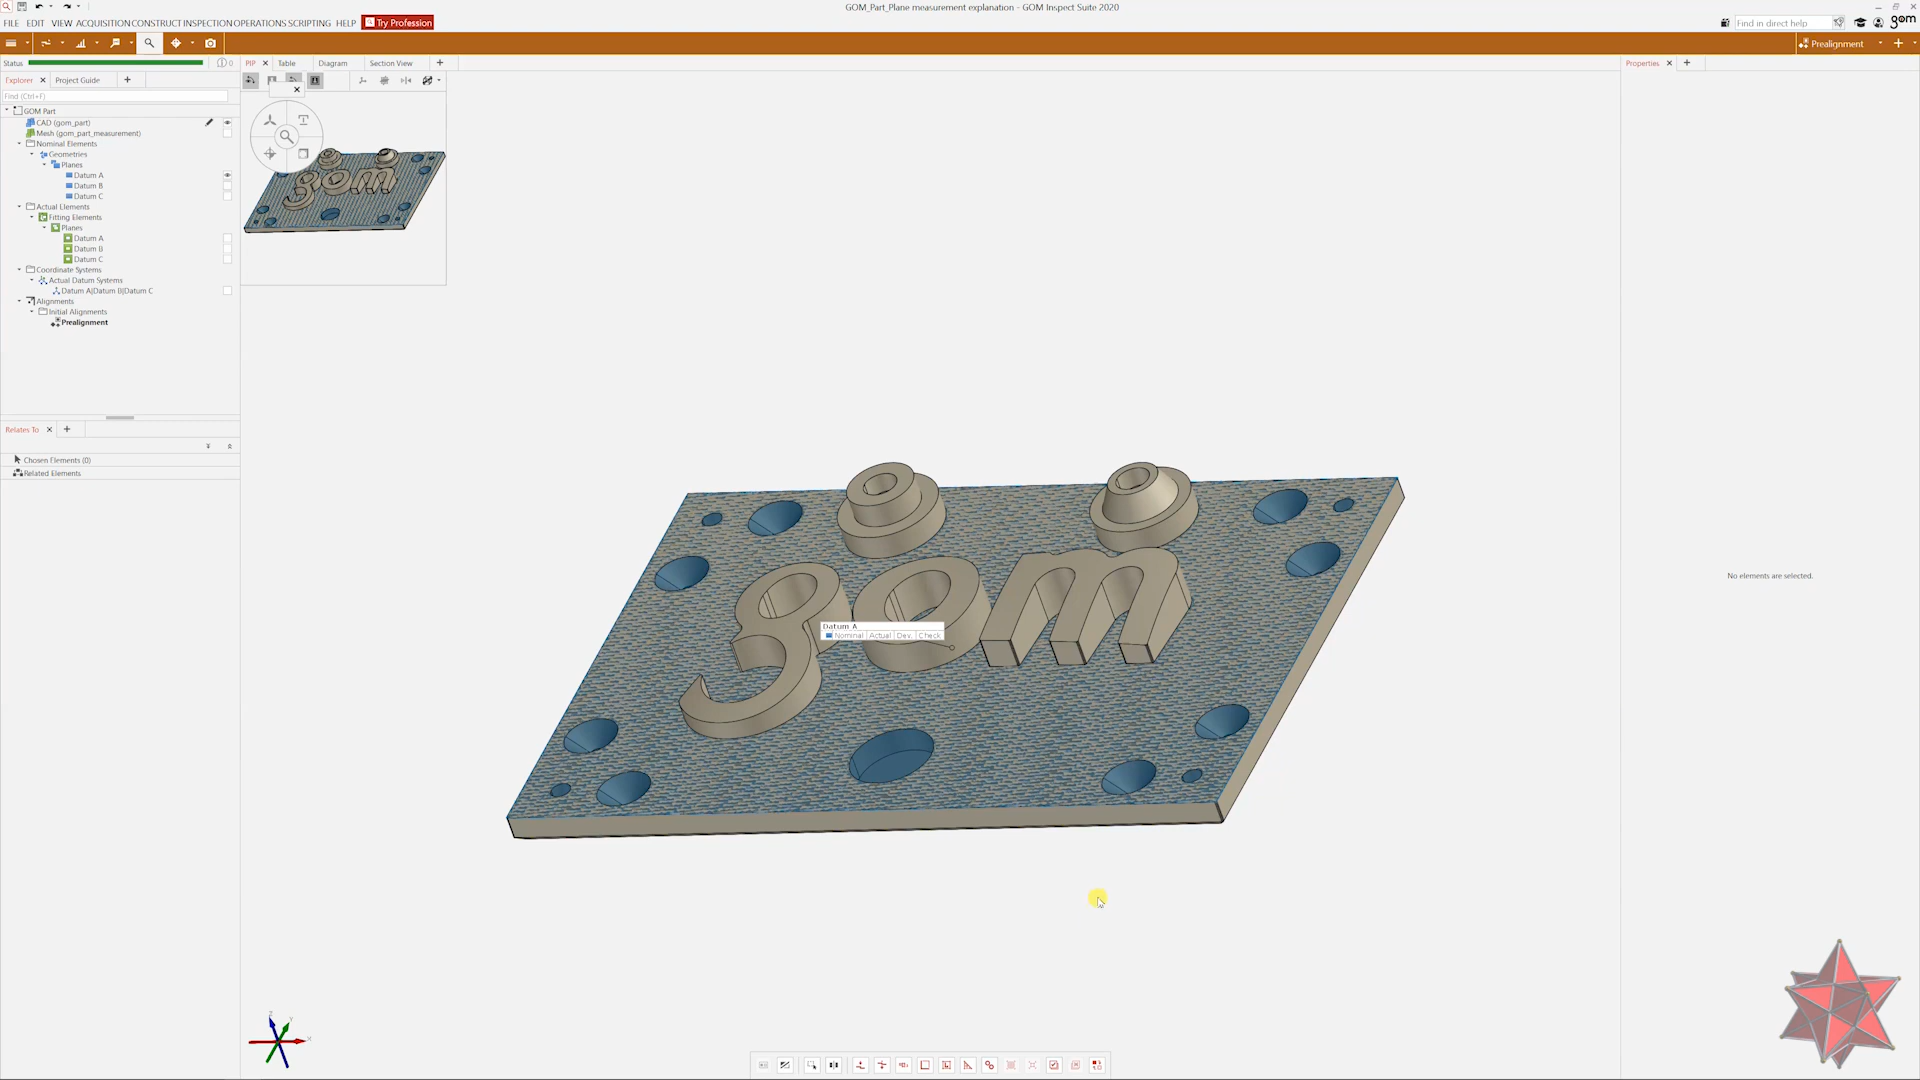 GOM_Part_Plane measurement explanation - GOM Inspect Suite 2020
FILE EDIT VIEW ACQUISITION CONSTRUCT INSPECTION OPERATIONS SCRIPTING HELP Try Profession
Find in direct help gom
Prealignment
Status 0 PIP Table Diagram Section View Properties
Explorer Project Guide
Find (Ctrl+F)
GOM Part
CAD (gom_part)
Mesh (gom_part_measurement)
Nominal Elements
Geometries
Planes
Datum A
Datum B
Datum C
Actual Elements
Fitting Elements
Planes
Datum A
Datum B
Datum C
Coordinate Systems
Actual Datum Systems
Datum A|Datum B|Datum C
Alignments
Initial Alignments
Prealignment
Relates To
Chosen Elements (0)
Related Elements
gom
gom
Datum A
Nominal Actual Dev. Check
No elements are selected.
Z
Y
X